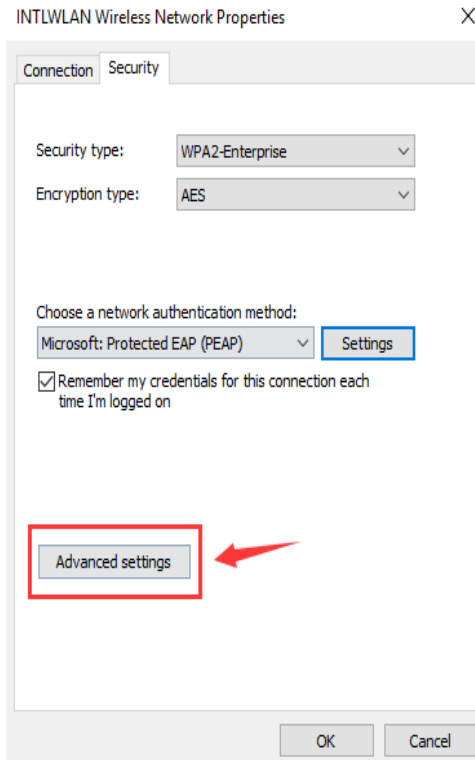 INTLWLAN Wireless Network Properties X
Connection Security
Security type: WPA2-Enterprise
Encryption type: AES
Choose a network authentication method:
Microsoft: Protected EAP (PEAP) Settings
Remember my credentials for this connection each
time I'm logged on
Advanced settings
OK Cancel